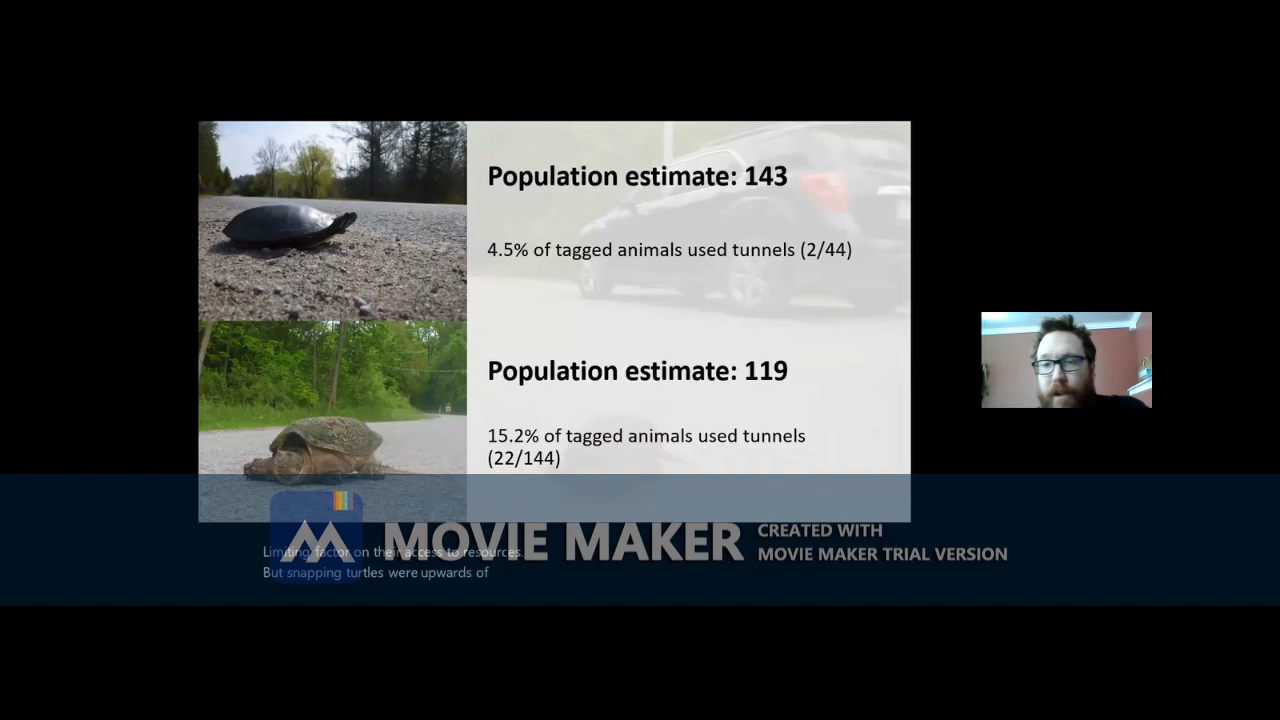 Population estimate: 143
4.5% of tagged animals used tunnels (2/44)
Population estimate: 119
15.2% of tagged animals used tunnels
(22/144)
MOVIE MAKER
CREATED WITH
MOVIE MAKER TRIAL VERSION
Limiting factor on their access to resources.
But snapping turtles were upwards of